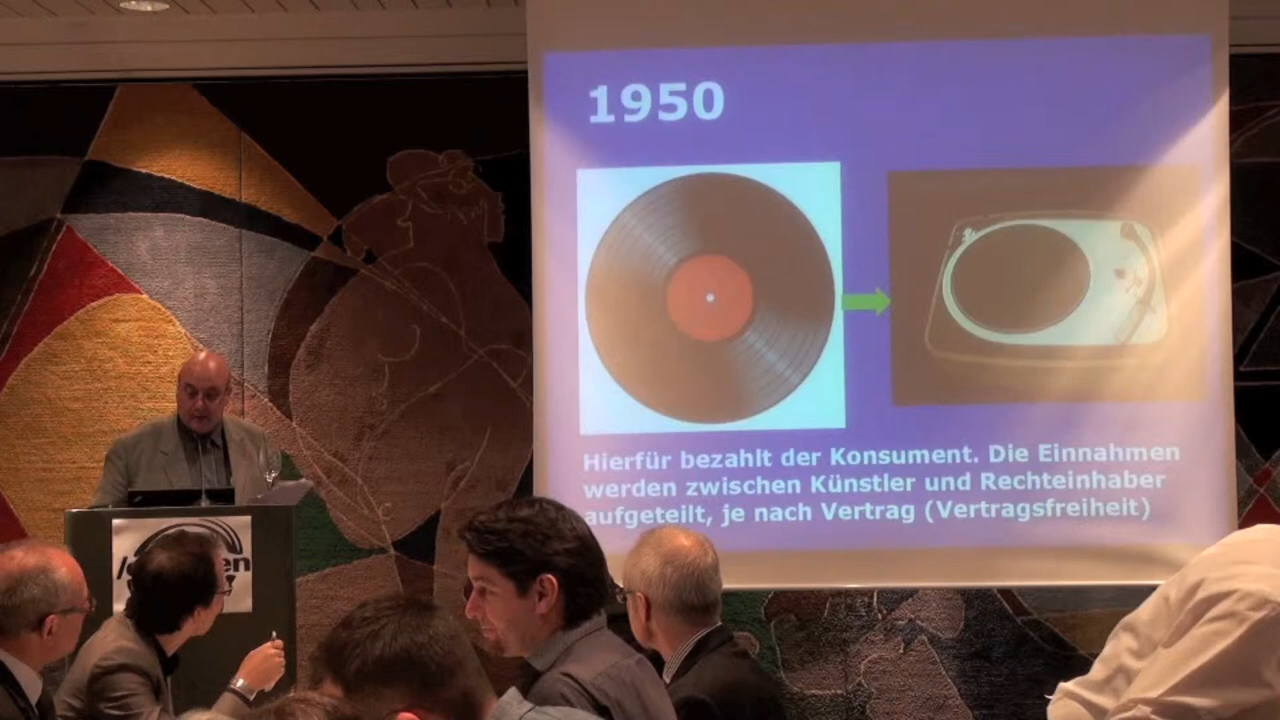 1950
Hierfür bezahlt der Konsument. Die Einnahmen
werden zwischen Künstler und Rechteinhaber
aufgeteilt, je nach Vertrag (Vertragsfreiheit)